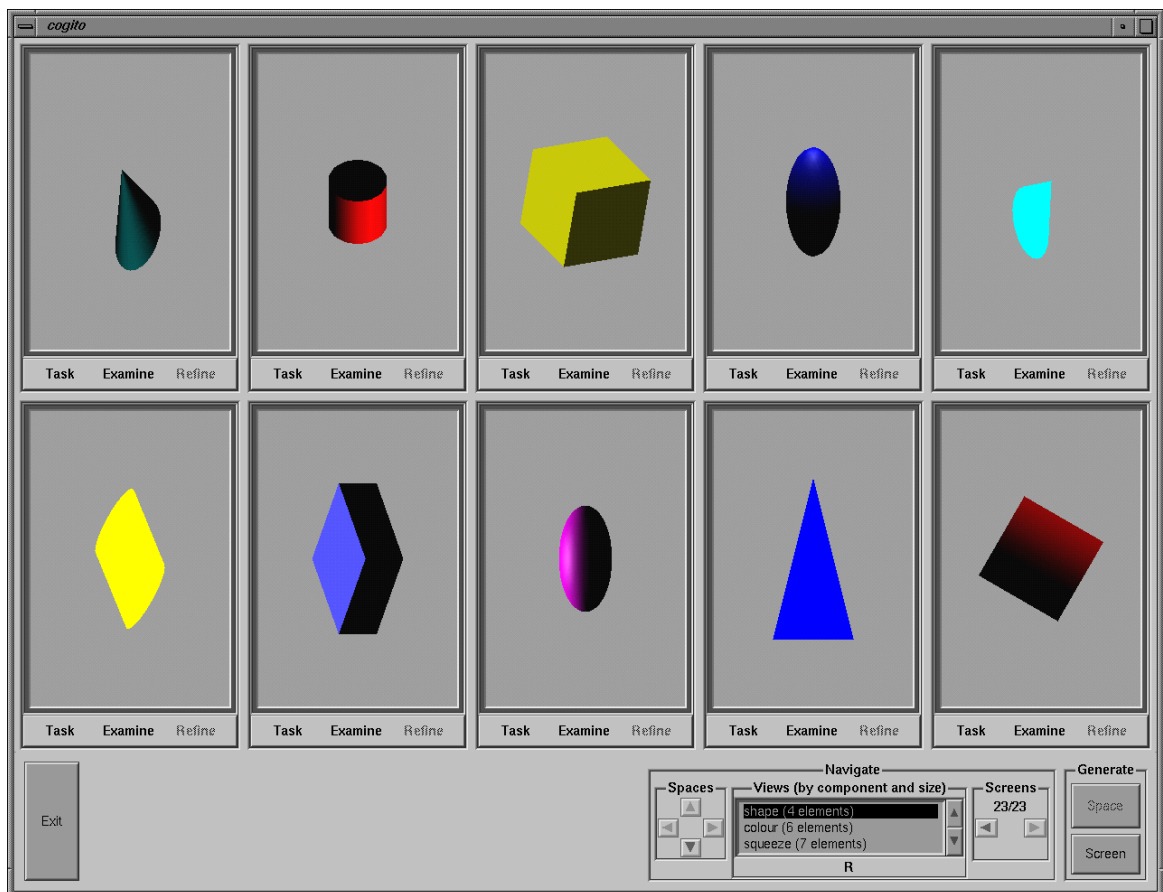 cogito
Task Examine Refine
Task Examine Refine
Task Examine Refine
Task Examine Refine
Task Examine Refine
Task Examine Refine
Task Examine Refine
Task Examine Refine
Task Examine Refine
Task Examine Refine
Exit
Navigate
Spaces
Views (by component and size)
shape (4 elements)
colour (6 elements)
squeeze (7 elements)
R
Screens
23/23
Generate
Space
Screen